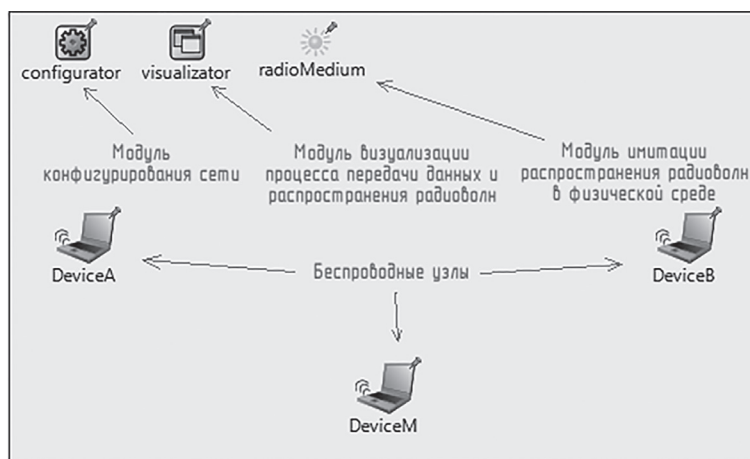 configurator
visualizator
radioMedium
Модуль
конфигурирования сети
Модуль визуализации
процесса передачи данных и
распространения радиоволн
Модуль имитации
распространения радиоволн
в физической среде
DeviceA
Беспроводные узлы
DeviceB
DeviceM